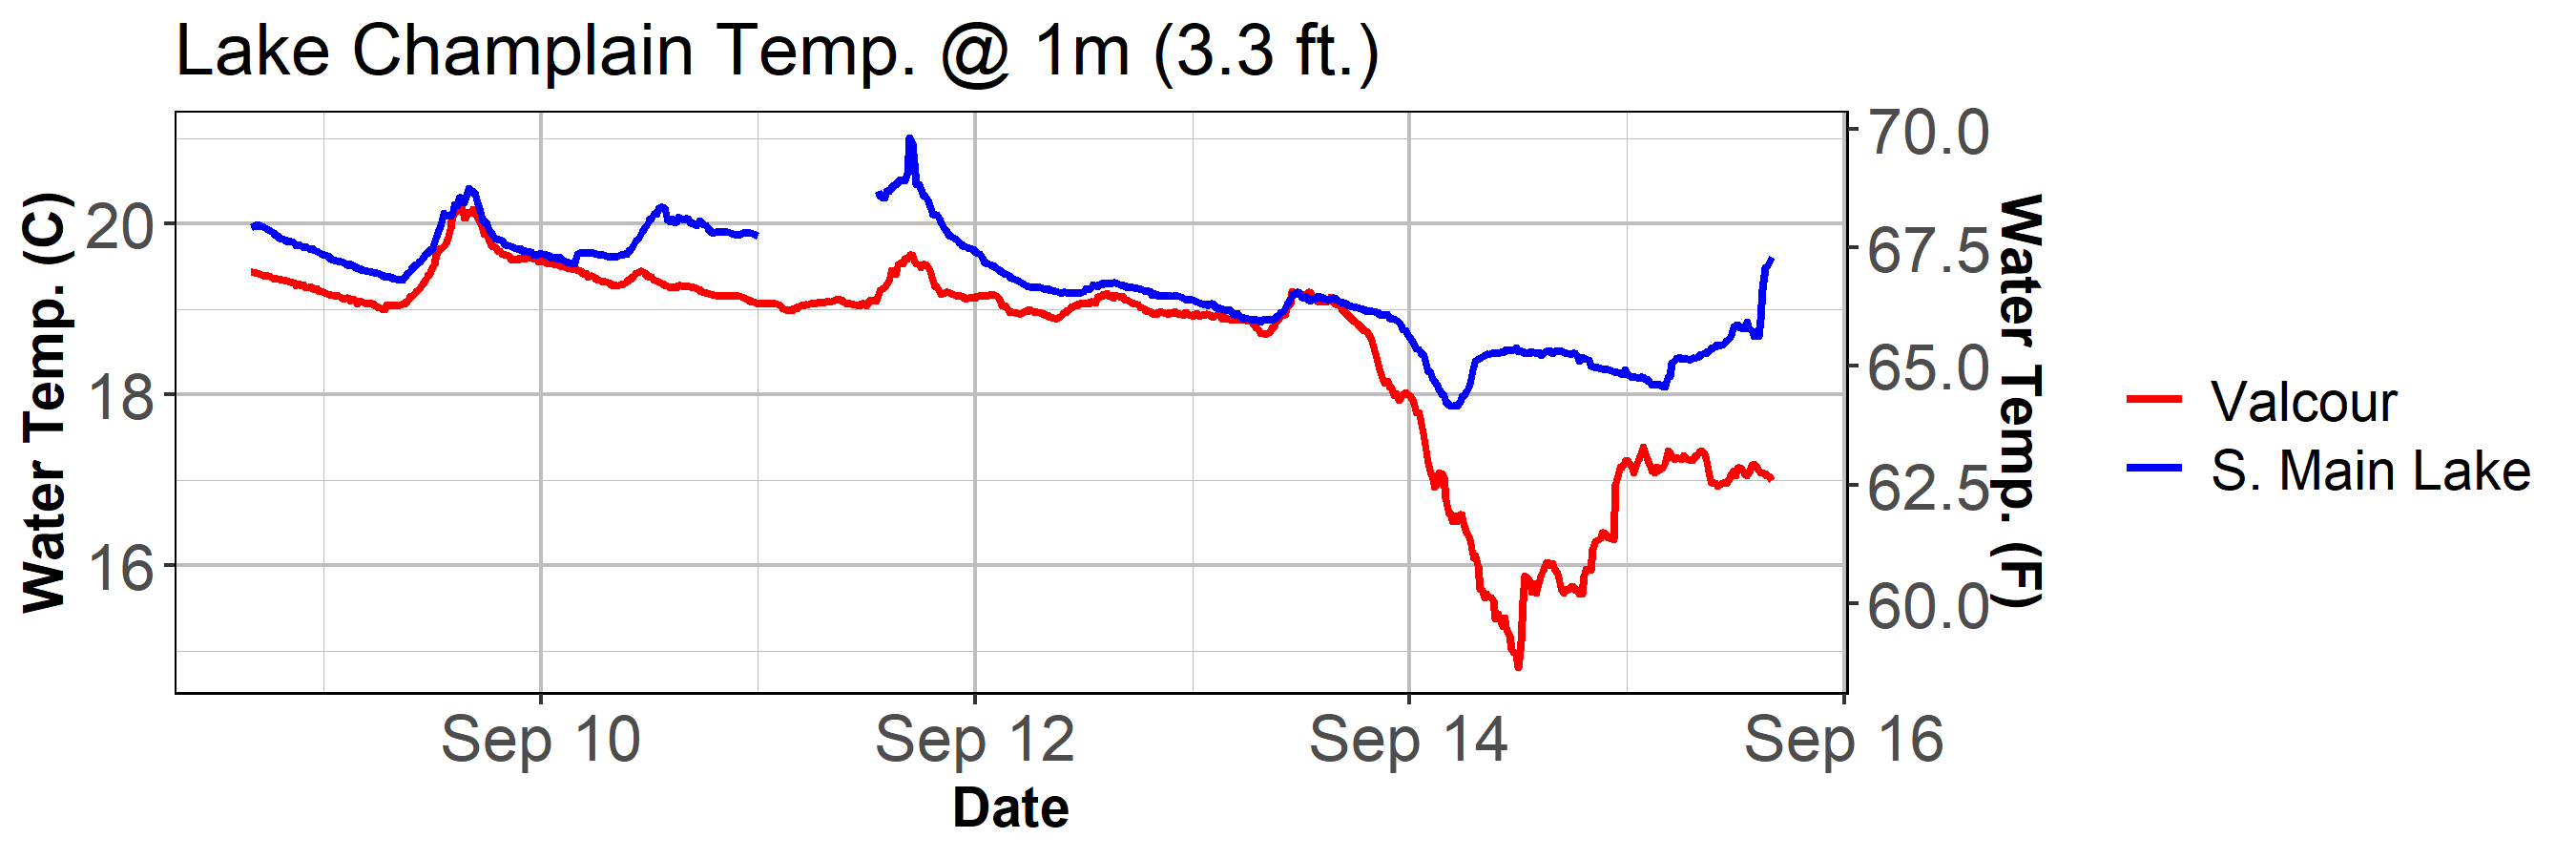 Lake Champlain Temp. @ 1m (3.3 ft.)
Water Temp. (C)
20
18
16
70.0
67.5
65.0
62.5
60.0
Water Temp. (F)
Valcour
S. Main Lake
Sep 10
Sep 12
Sep 14
Sep 16
Date